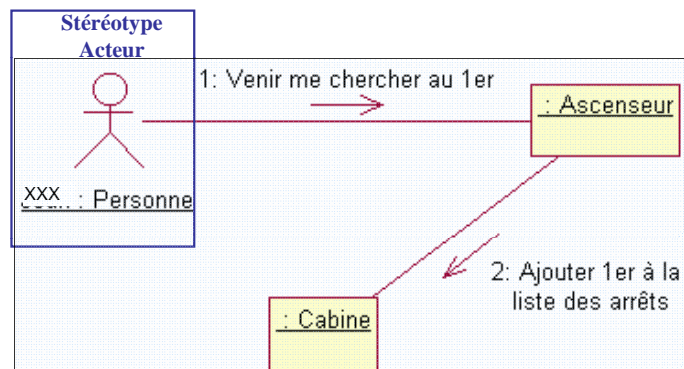 Stéréotype
Acteur
1: Venir me chercher au 1er
: Ascenseur
XXX : Personne
2: Ajouter 1er à la
liste des arrêts
: Cabine